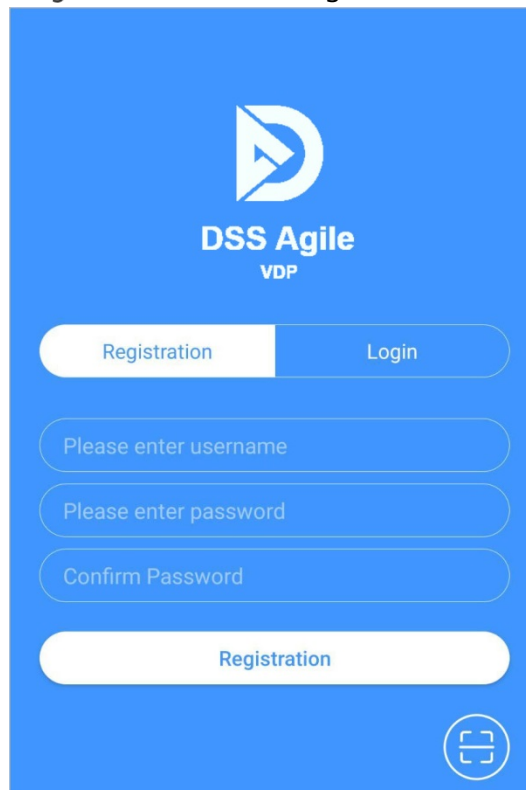 DSS Agile
VDP
Registration Login
Please enter username
Please enter password
Confirm Password
Registration